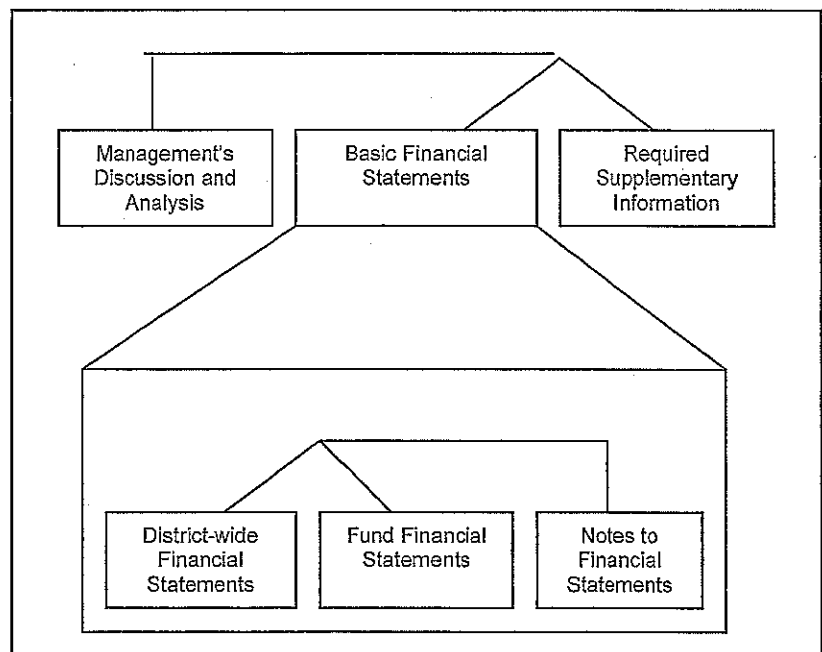 Management's
Discussion and
Analysis
Basic Financial
Statements
Required
Supplementary
Information
District-wide
Financial
Statements
Fund Financial
Statements
Notes to
Financial
Statements